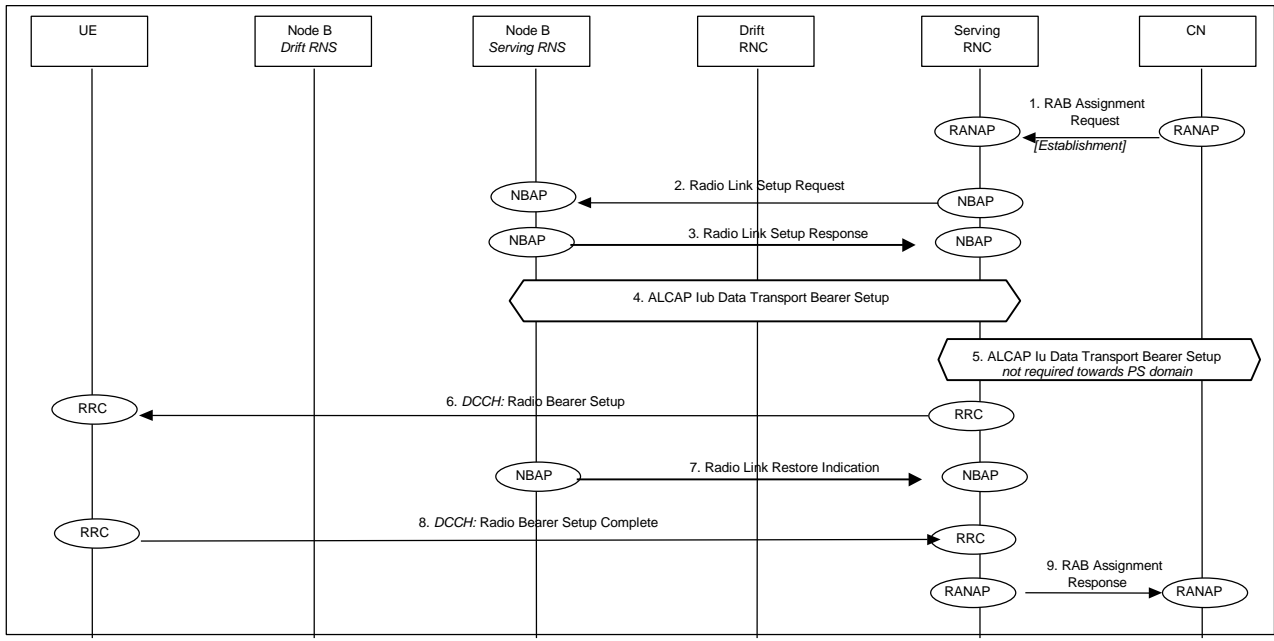 UE
Node B
Drift RNS
Node B
Serving RNS
Drift
RNC
Serving
RNC
CN
1. RAB Assignment
Request
RANAP
RANAP
[Establishment]
NBAP
2. Radio Link Setup Request
NBAP
NBAP
3. Radio Link Setup Response
NBAP
4. ALCAP Iub Data Transport Bearer Setup
5. ALCAP Iu Data Transport Bearer Setup
not required towards PS domain
RRC
6. DCCH: Radio Bearer Setup
RRC
NBAP
7. Radio Link Restore Indication
NBAP
RRC
8. DCCH: Radio Bearer Setup Complete
RRC
9. RAB Assignment
Response
RANAP
RANAP